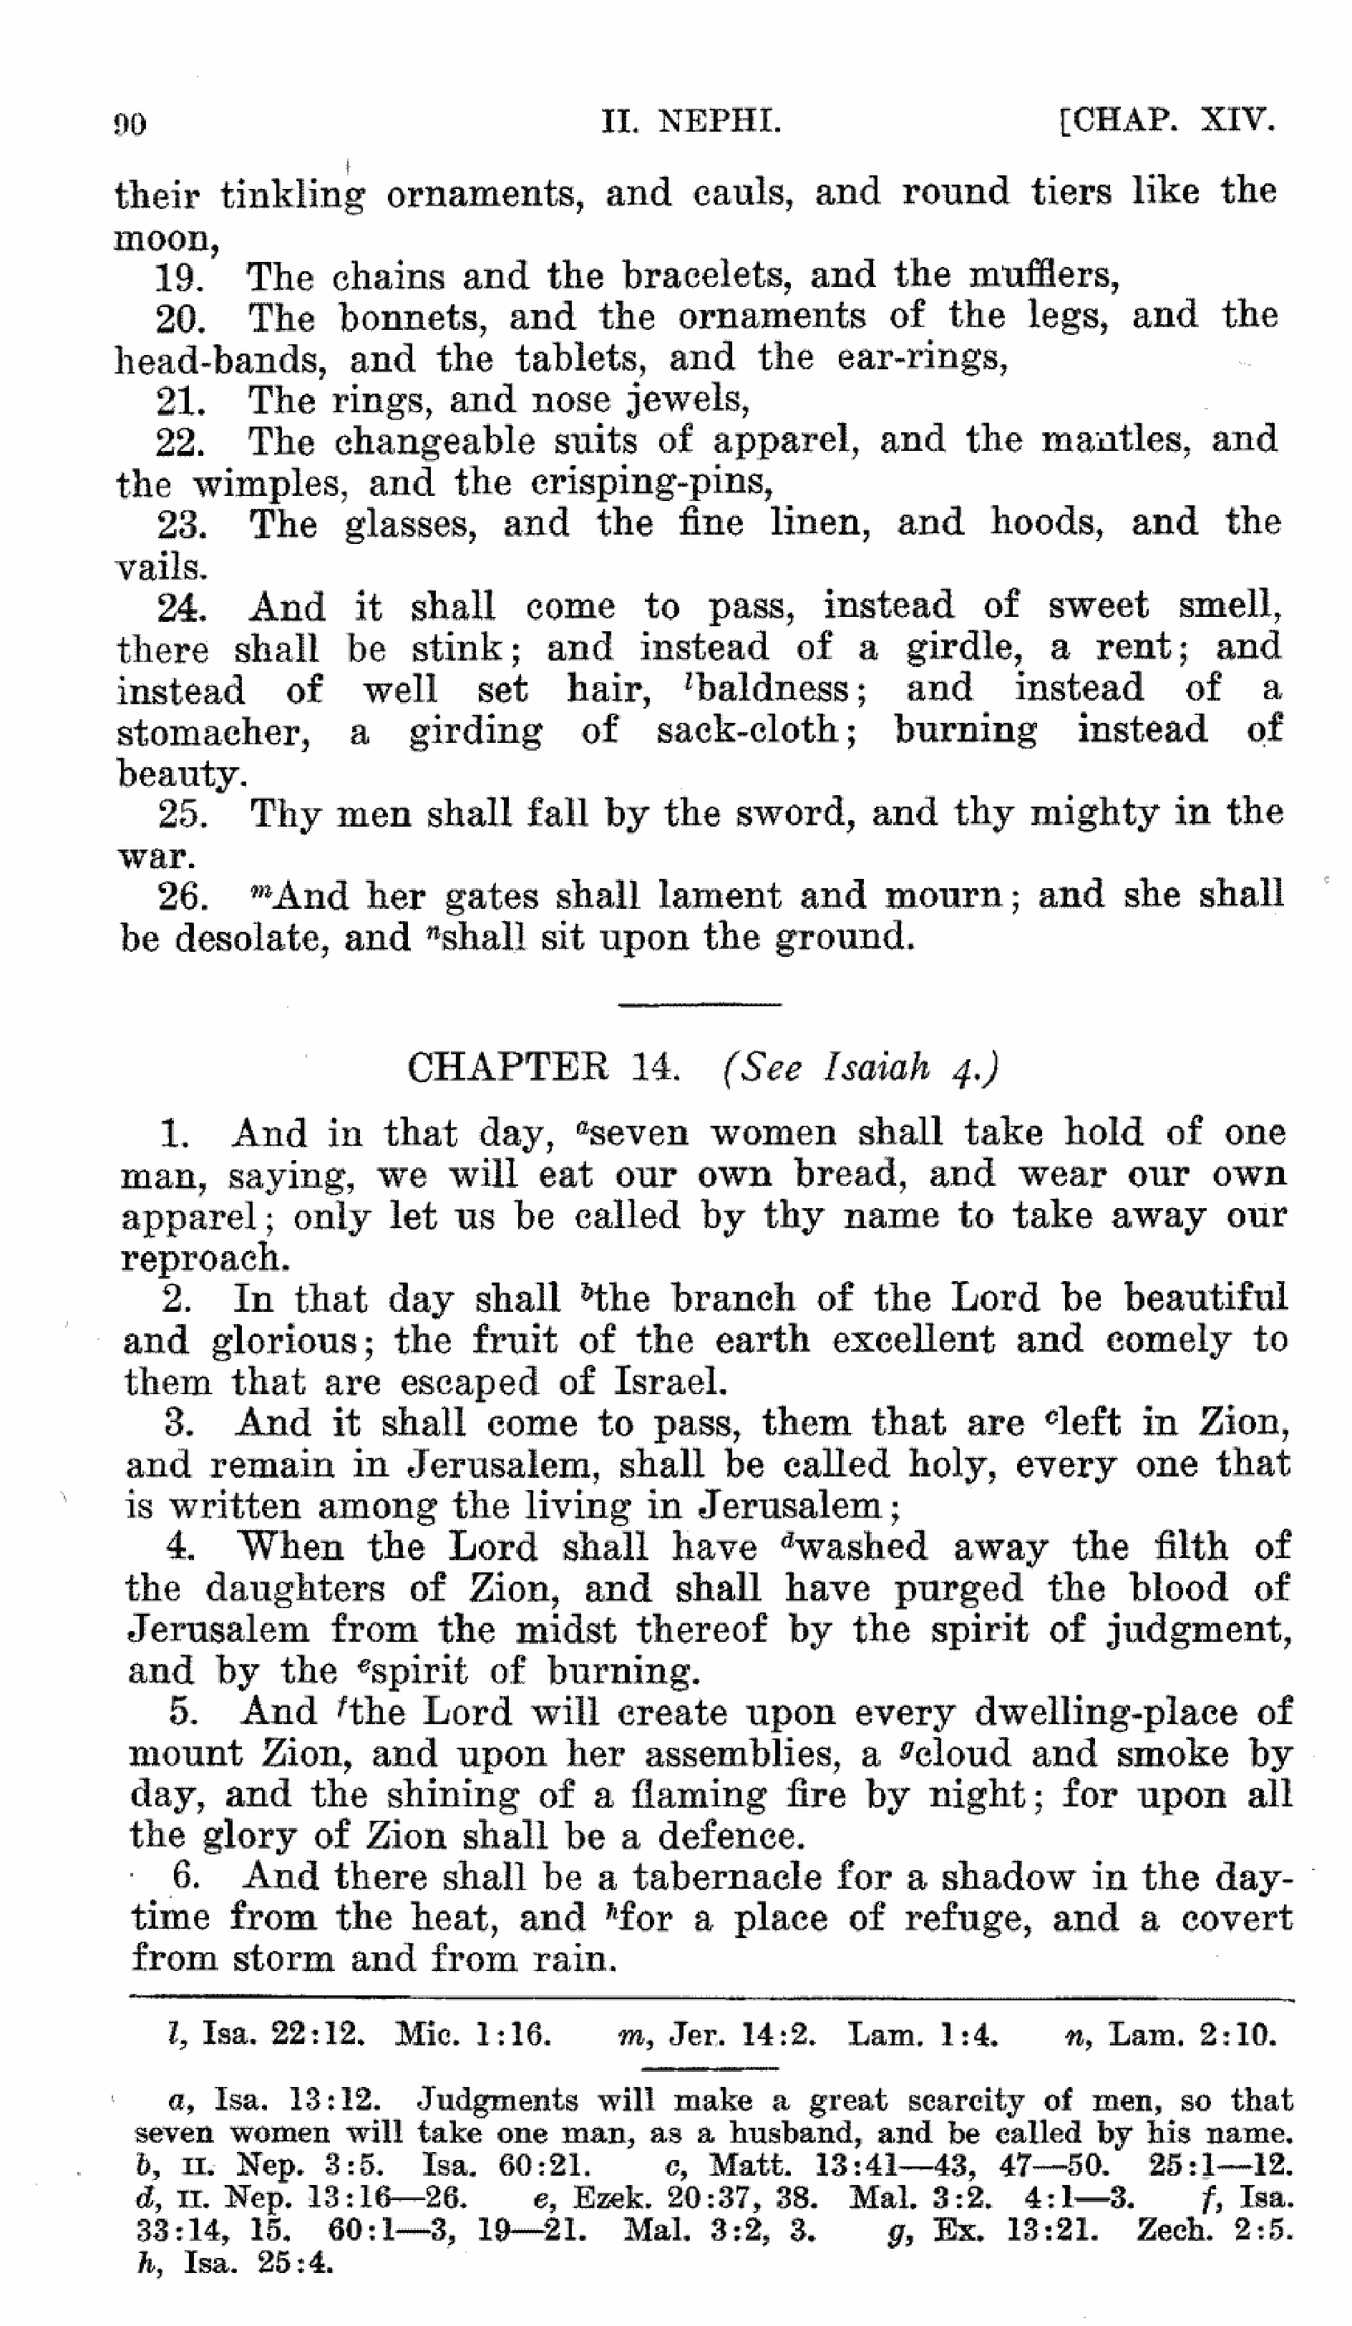 90 II. NEPHI. [CHAP. XIV.
their tinkling ornaments, and cauls, and round tiers like the
moon,
19. The chains and the bracelets, and the mufflers,
20. The bonnets, and the ornaments of the legs, and the
head-bands, and the tablets, and the ear-rings,
21. The rings, and nose jewels,
22. The changeable suits of apparel, and the mantles, and
the wimples, and the crisping-pins,
23. The glasses, and the fine linen, and hoods, and the
vails.
24. And it shall come to pass, instead of sweet smell,
there shall be stink; and instead of a girdle, a rent; and
instead of well set hair, lbaldness; and instead of a
stomacher, a girding of sack-cloth; burning instead of
beauty.
25. Thy men shall fall by the sword, and thy mighty in the
war.
26. mAnd her gates shall lament and mourn; and she shall
be desolate, and nshall sit upon the ground.
CHAPTER 14. (See Isaiah 4.)
1. And in that day, aseven women shall take hold of one
man, saying, we will eat our own bread, and wear our own
apparel; only let us be called by thy name to take away our
reproach.
2. In that day shall bthe branch of the Lord be beautiful
and glorious; the fruit of the earth excellent and comely to
them that are escaped of Israel.
3. And it shall come to pass, them that are cleft in Zion,
and remain in Jerusalem, shall be called holy, every one that
is written among the living in Jerusalem;
4. When the Lord shall have dwashed away the filth of
the daughters of Zion, and shall have purged the blood of
Jerusalem from the midst thereof by the spirit of judgment,
and by the espirit of burning.
5. And fthe Lord will create upon every dwelling-place of
mount Zion, and upon her assemblies, a gcloud and smoke by
day, and the shining of a flaming fire by night; for upon all
the glory of Zion shall be a defence.
6. And there shall be a tabernacle for a shadow in the day-
time from the heat, and hfor a place of refuge, and a covert
from storm and from rain.
l, Isa. 22:12. Mic. 1:16. m, Jer. 14:2. Lam. 1:4. n, Lam. 2:10.
a, Isa. 13:12. Judgments will make a great scarcity of men, so that
seven women will take one man, as a husband, and be called by his name.
b, II. Nep. 3:5. Isa. 60:21. c, Matt. 13:41—43, 47—50. 25:1—12.
d, II. Nep. 13:16—26. e, Ezek. 20:37, 38. Mal. 3:2. 4:1—3. f, Isa.
33:14, 15. 60:1—3, 19—21. Mal. 3:2, 3. g, Ex. 13:21. Zech. 2:5.
h, Isa. 25:4.